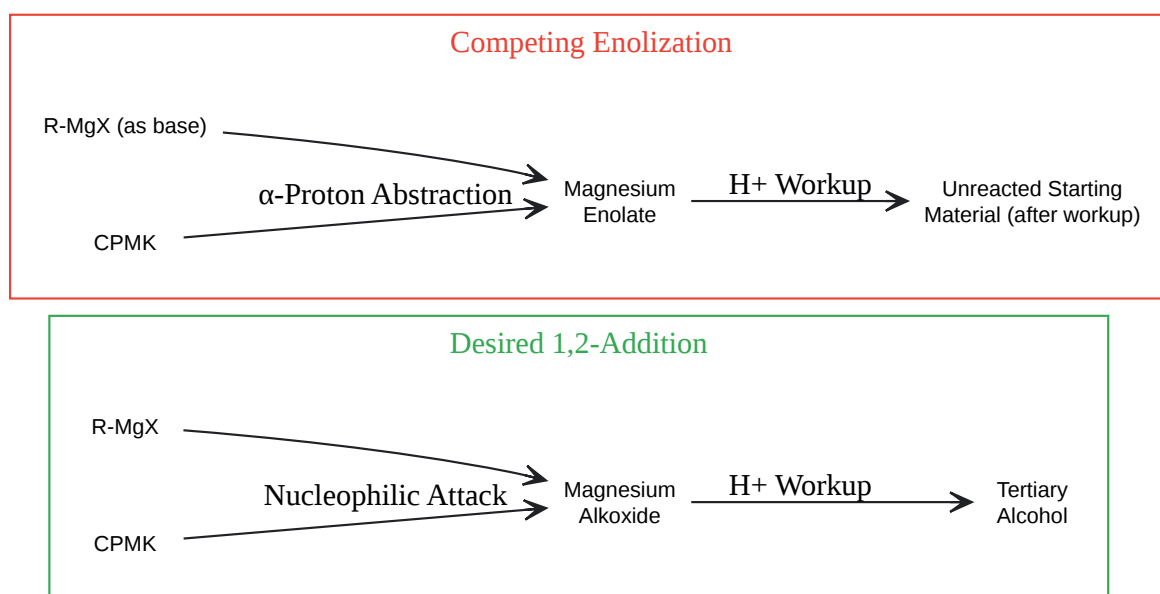 Competing Enolization
R-MgX (as base)
α-Proton Abstraction
CPMK
Magnesium
Enolate
H+ Workup
Unreacted Starting
Material (after workup)
Desired 1,2-Addition
R-MgX
Nucleophilic Attack
CPMK
Magnesium
Alkoxide
H+ Workup
Tertiary
Alcohol